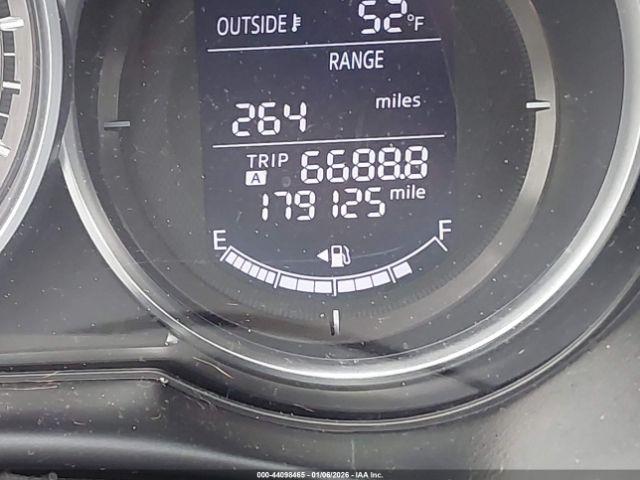 OUTSIDE 52°F
RANGE
264 miles
TRIP A 6688.8
179125 mile
E F
000-44098465 - 01/06/2026 - IAA Inc.